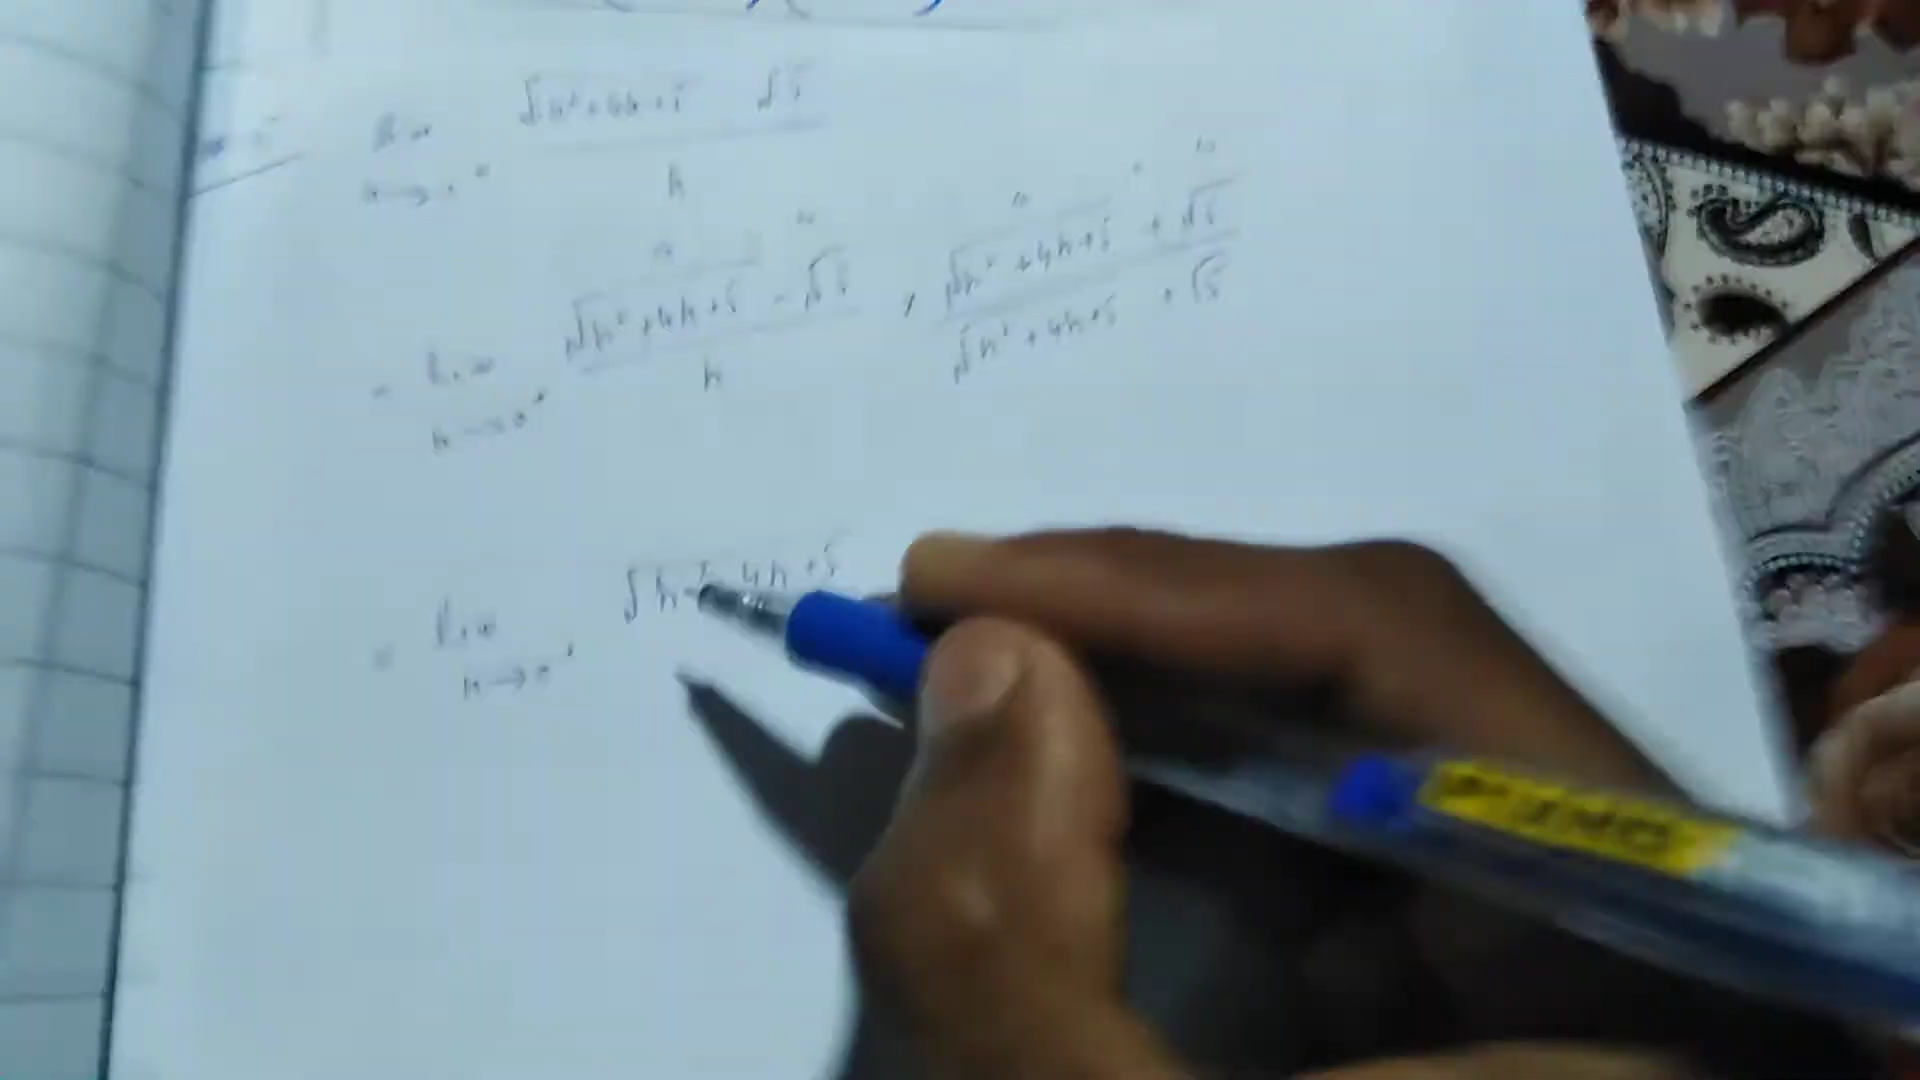 lim √h²+4h+5 - √5
h→0⁺ h
= lim √h²+4h+5 - √5 × √h²+4h+5 + √5
h→0⁺ h √h²+4h+5 + √5
= lim √h² 4h+5
h→0⁺